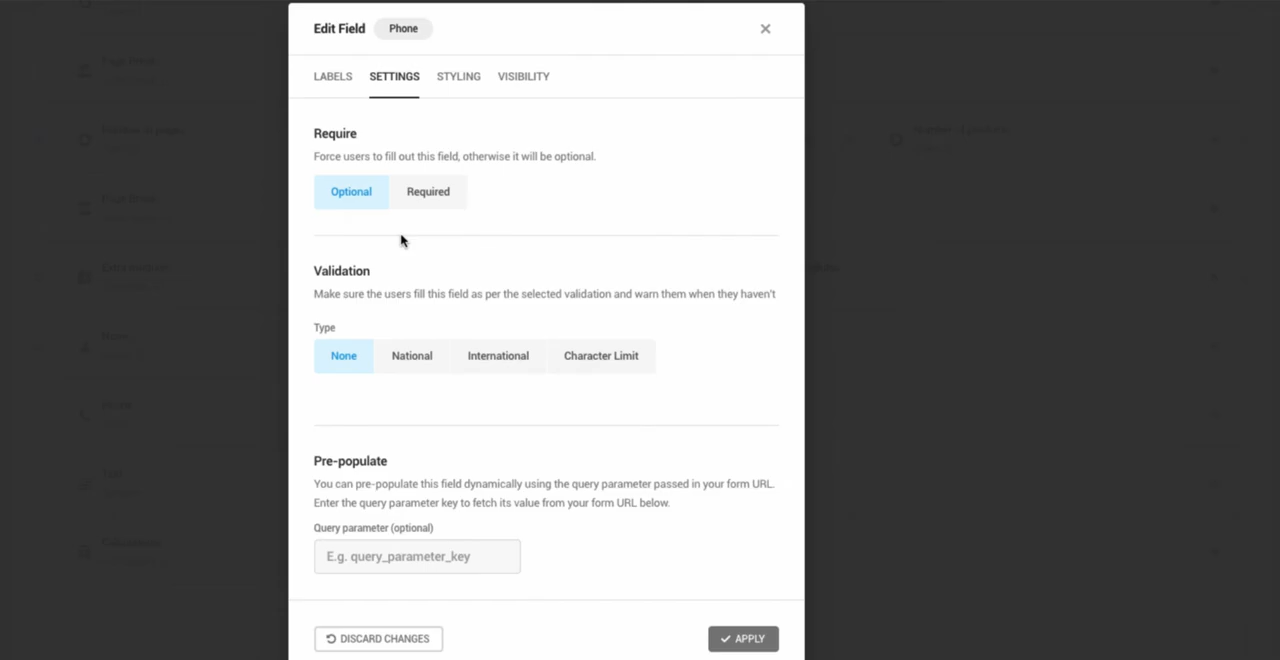 Edit Field Phone
LABELS SETTINGS STYLING VISIBILITY
Require
Force users to fill out this field, otherwise it will be optional.
Optional Required
Validation
Make sure the users fill this field as per the selected validation and warn them when they haven't
Type
None National International Character Limit
Pre-populate
You can pre-populate this field dynamically using the query parameter passed in your form URL.
Enter the query parameter key to fetch its value from your form URL below.
Query parameter (optional)
E.g. query_parameter_key
DISCARD CHANGES APPLY